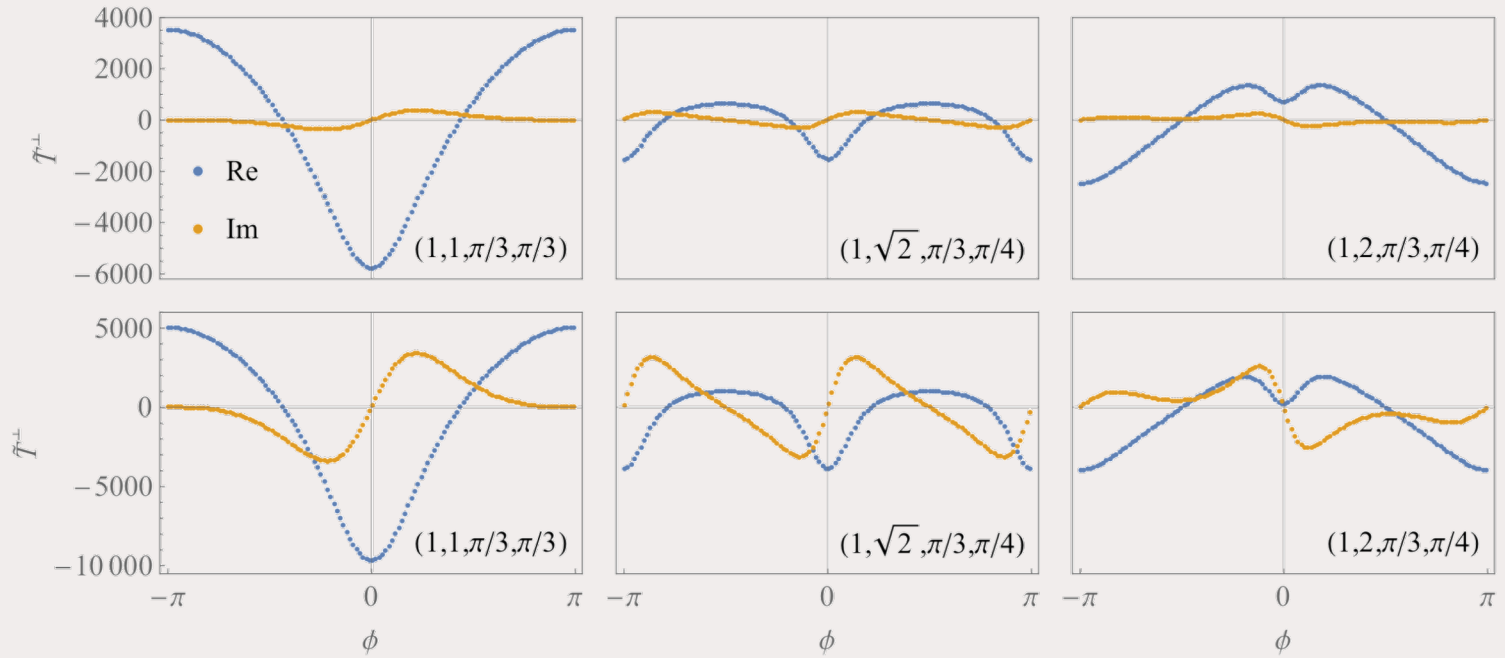 4000
2000
0
−2000
−4000
−6000
T̃⊥
Re
Im
(1,1,π/3,π/3)
(1,√2,π/3,π/4)
(1,2,π/3,π/4)
5000
0
−5000
−10 000
T̃⊥
(1,1,π/3,π/3)
(1,√2,π/3,π/4)
(1,2,π/3,π/4)
−π 0 π
−π 0 π
−π 0 π
ϕ ϕ ϕ